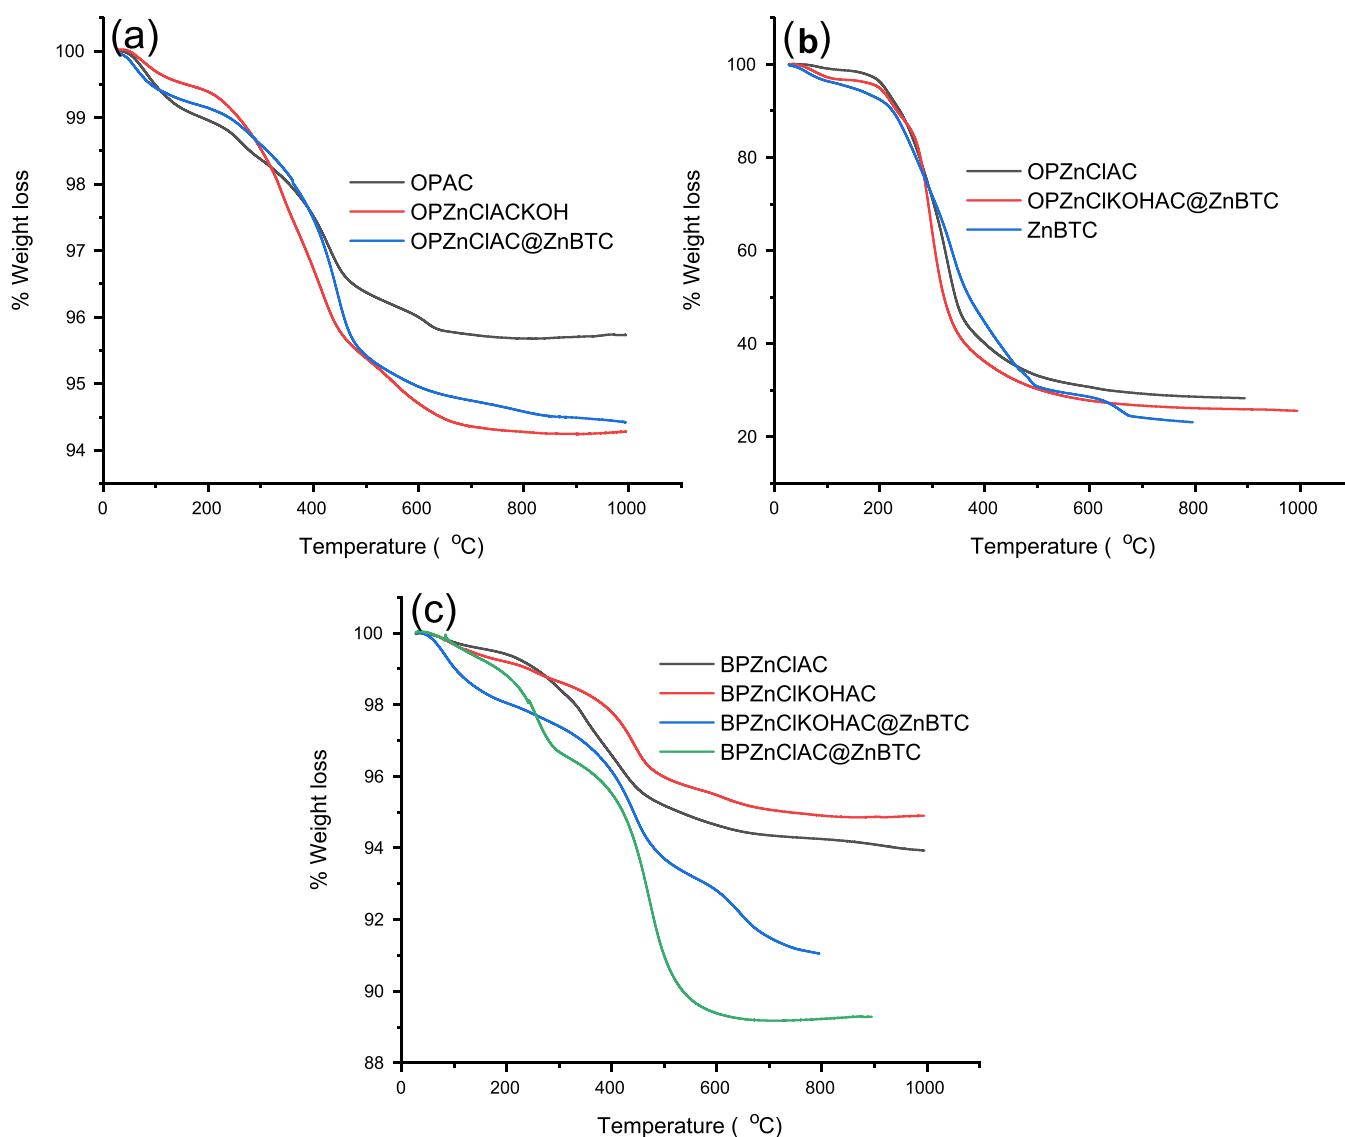 (a)
100
99
98
97
96
95
94
% Weight loss
OPAC
OPZnClACKOH
OPZnClAC@ZnBTC
0 200 400 600 800 1000
Temperature ( °C)
(b)
100
80
60
40
20
% Weight loss
OPZnClAC
OPZnClKOHAC@ZnBTC
ZnBTC
0 200 400 600 800 1000
Temperature ( °C)
(c)
100
98
96
94
92
90
88
% Weight loss
BPZnClAC
BPZnClKOHAC
BPZnClKOHAC@ZnBTC
BPZnClAC@ZnBTC
0 200 400 600 800 1000
Temperature ( °C)